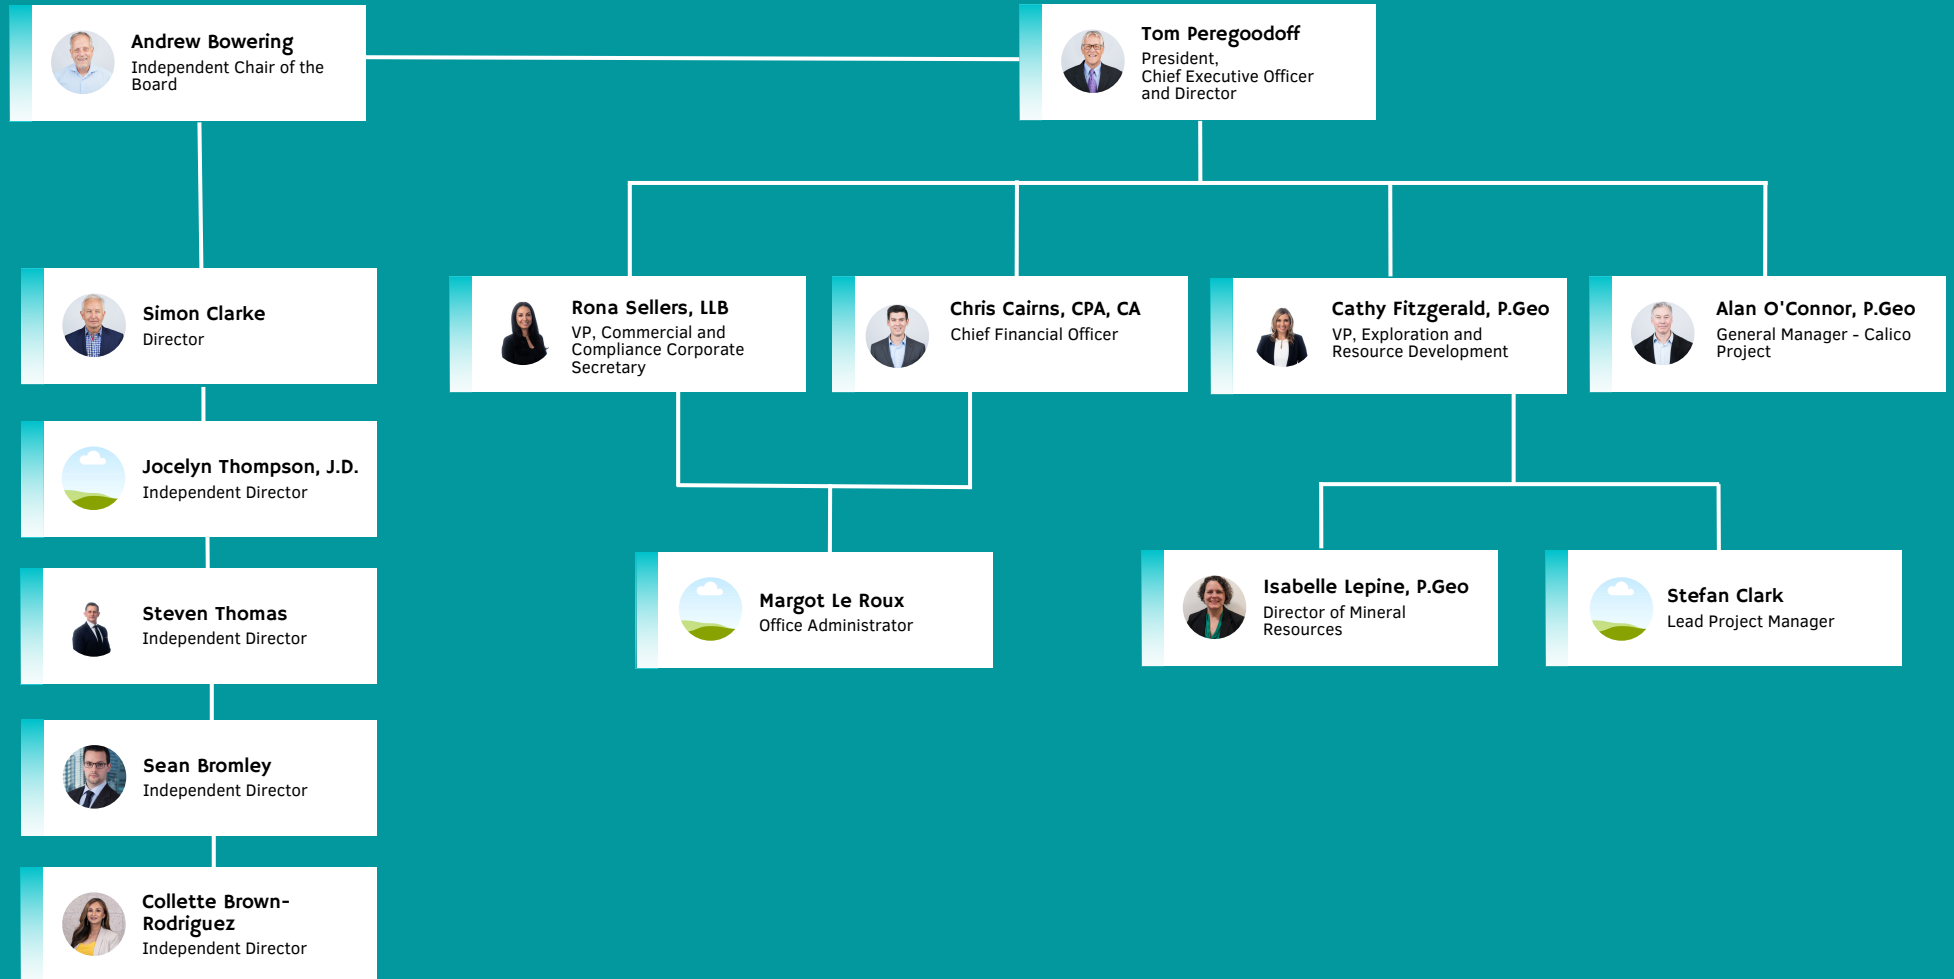 Andrew Bowering
Independent Chair of the
Board
Tom Peregoodoff
President,
Chief Executive Officer
and Director
Simon Clarke
Director
Rona Sellers, LLB
VP, Commercial and
Compliance Corporate
Secretary
Chris Cairns, CPA, CA
Chief Financial Officer
Cathy Fitzgerald, P.Geo
VP, Exploration and
Resource Development
Alan O'Connor, P.Geo
General Manager - Calico
Project
Jocelyn Thompson, J.D.
Independent Director
Steven Thomas
Independent Director
Margot Le Roux
Office Administrator
Isabelle Lepine, P.Geo
Director of Mineral
Resources
Stefan Clark
Lead Project Manager
Sean Bromley
Independent Director
Collette Brown-
Rodriguez
Independent Director